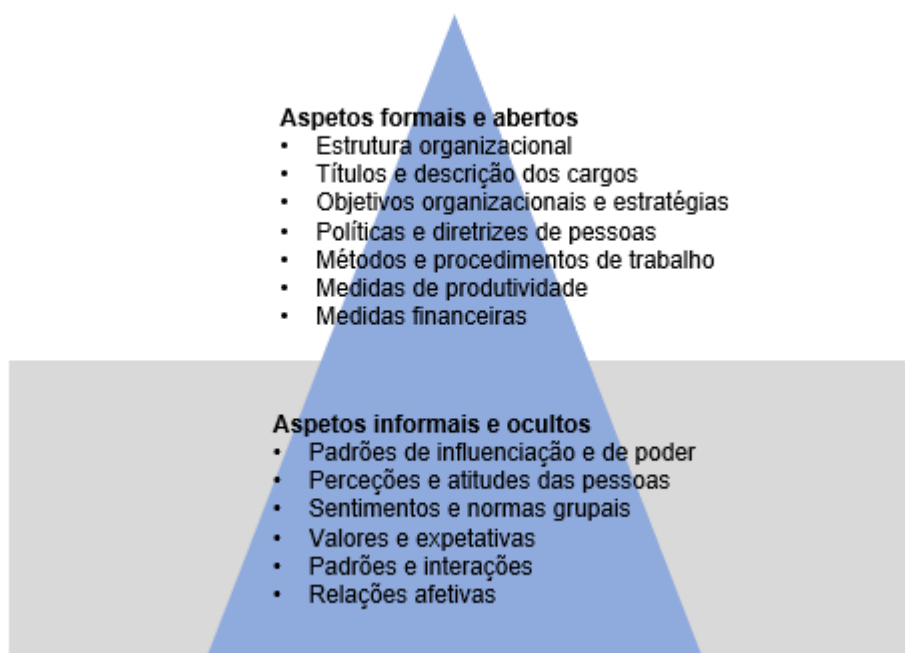 Aspetos formais e abertos
• Estrutura organizacional
• Títulos e descrição dos cargos
• Objetivos organizacionais e estratégias
• Políticas e diretrizes de pessoas
• Métodos e procedimentos de trabalho
• Medidas de produtividade
• Medidas financeiras
Aspetos informais e ocultos
• Padrões de influenciação e de poder
• Perceções e atitudes das pessoas
• Sentimentos e normas grupais
• Valores e expetativas
• Padrões e interações
• Relações afetivas